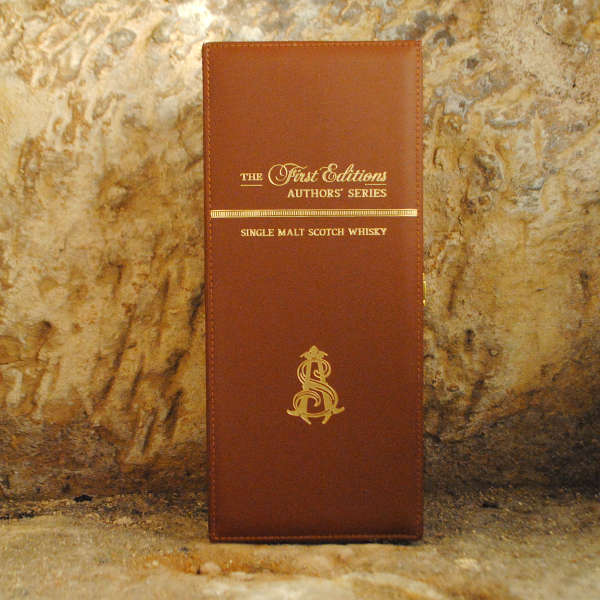 THE First Editions
AUTHORS' SERIES
SINGLE MALT SCOTCH WHISKY